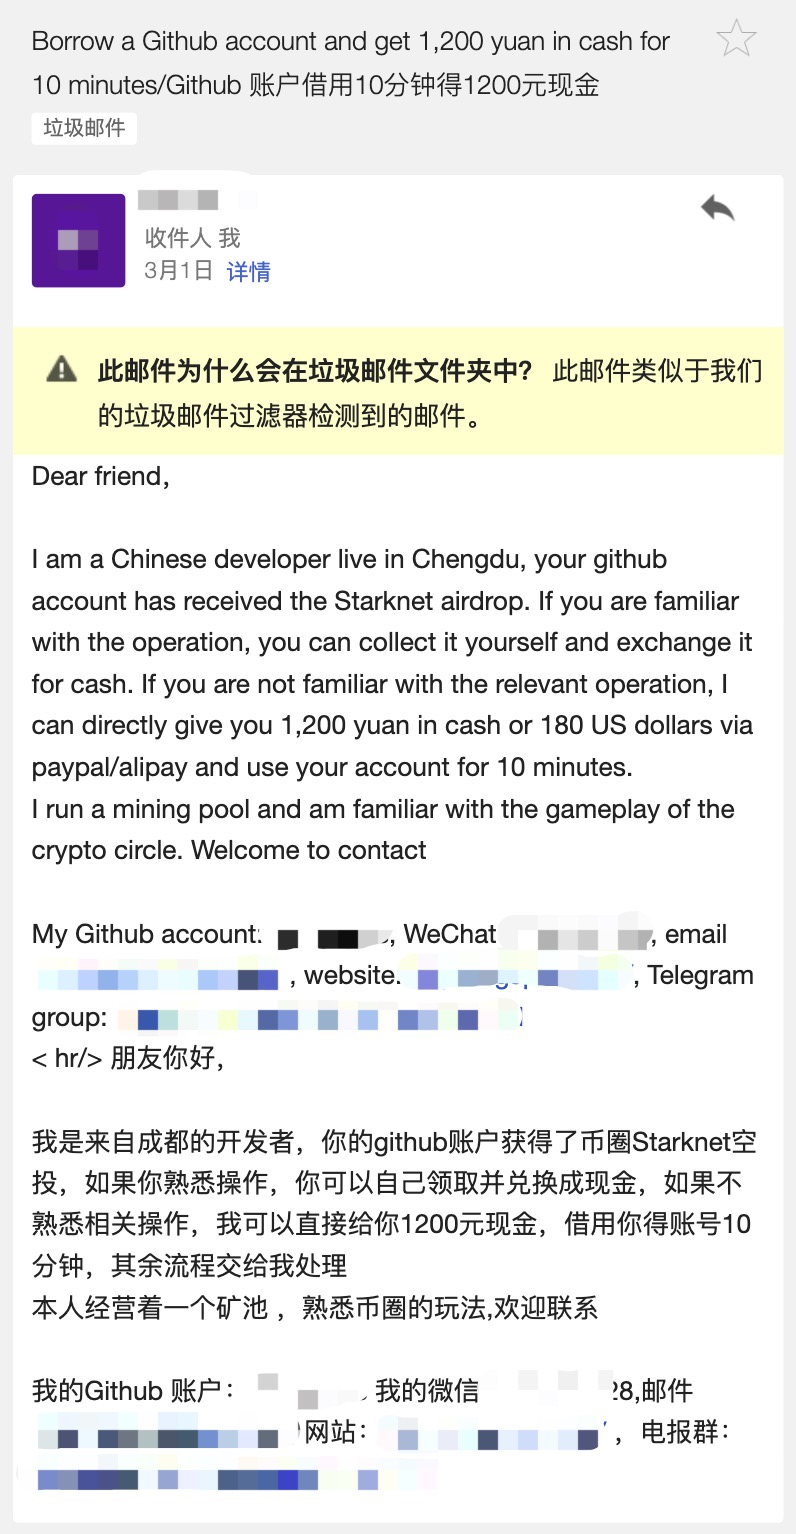 Borrow a Github account and get 1,200 yuan in cash for
10 minutes/Github 账户借用10分钟得1200元现金
垃圾邮件
收件人 我
3月1日 详情
此邮件为什么会在垃圾邮件文件夹中? 此邮件类似于我们
的垃圾邮件过滤器检测到的邮件。
Dear friend,
I am a Chinese developer live in Chengdu, your github
account has received the Starknet airdrop. If you are familiar
with the operation, you can collect it yourself and exchange it
for cash. If you are not familiar with the relevant operation, I
can directly give you 1,200 yuan in cash or 180 US dollars via
paypal/alipay and use your account for 10 minutes.
I run a mining pool and am familiar with the gameplay of the
crypto circle. Welcome to contact
My Github account: , WeChat , email
, website. , Telegram
group:
< hr/> 朋友你好，
我是来自成都的开发者，你的github账户获得了币圈Starknet空
投，如果你熟悉操作，你可以自己领取并兑换成现金，如果不
熟悉相关操作，我可以直接给你1200元现金，借用你得账号10
分钟，其余流程交给我处理
本人经营着一个矿池 ，熟悉币圈的玩法,欢迎联系
我的Github 账户： 我的微信 28,邮件
网站： ，电报群：